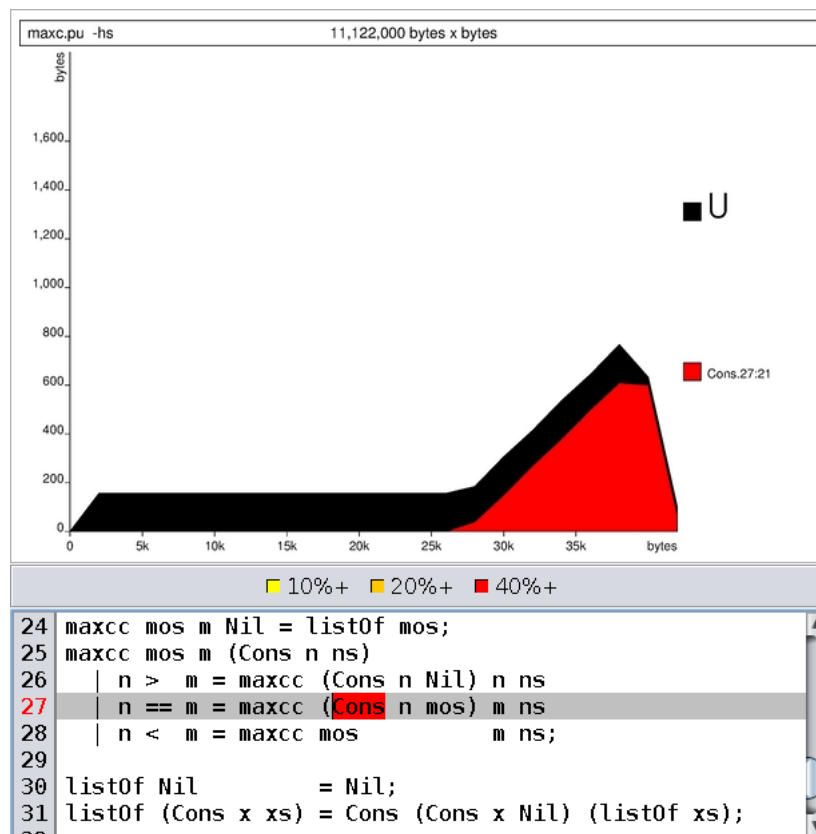 maxc.pu -hs 11,122,000 bytes x bytes
bytes
1,600
1,400
1,200
1,000
800
600
400
200
0
U
Cons.27:21
0 5k 10k 15k 20k 25k 30k 35k bytes
10%+ 20%+ 40%+
24 maxcc mos m Nil = listOf mos;
25 maxcc mos m (Cons n ns)
26 | n > m = maxcc (Cons n Nil) n ns
27 | n == m = maxcc (Cons n mos) m ns
28 | n < m = maxcc mos m ns;
29
30 listOf Nil = Nil;
31 listOf (Cons x xs) = Cons (Cons x Nil) (listOf xs);